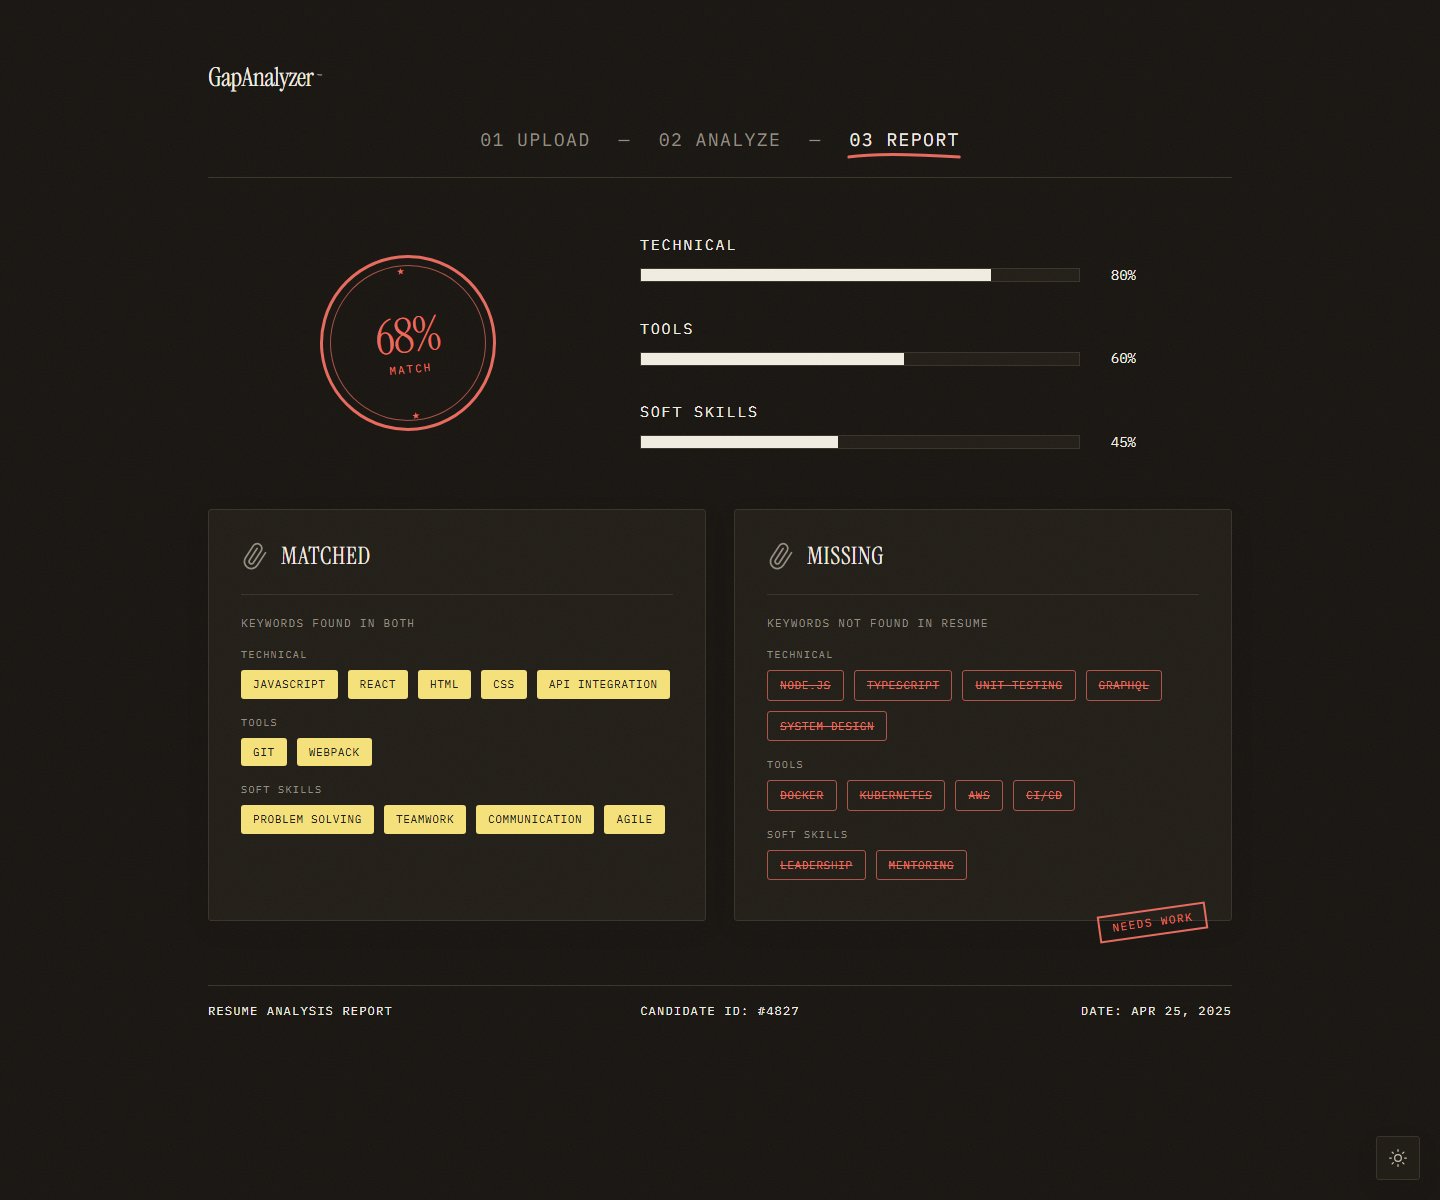 GapAnalyzer™
01 UPLOAD — 02 ANALYZE — 03 REPORT
68%
MATCH
TECHNICAL
80%
TOOLS
60%
SOFT SKILLS
45%
MATCHED
KEYWORDS FOUND IN BOTH
TECHNICAL
JAVASCRIPT REACT HTML CSS API INTEGRATION
TOOLS
GIT WEBPACK
SOFT SKILLS
PROBLEM SOLVING TEAMWORK COMMUNICATION AGILE
MISSING
KEYWORDS NOT FOUND IN RESUME
TECHNICAL
NODE.JS TYPESCRIPT UNIT TESTING GRAPHQL
SYSTEM DESIGN
TOOLS
DOCKER KUBERNETES AWS CI/CD
SOFT SKILLS
LEADERSHIP MENTORING
NEEDS WORK
RESUME ANALYSIS REPORT
CANDIDATE ID: #4827
DATE: APR 25, 2025